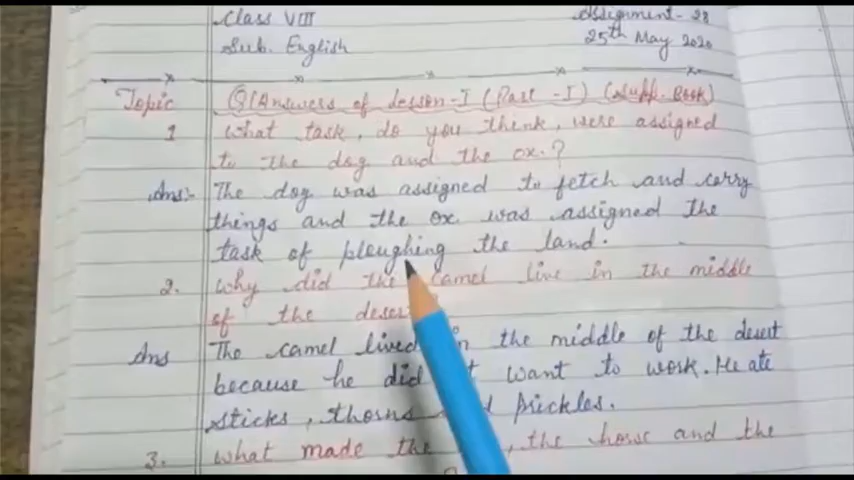 Class VIII
Assignment - 28
Sub. English
25th May 2020
Topic
Q/Answers of Lesson-I (Part -I) (Supp. Book)
1 What task, do you think, were assigned
to the dog and the ox.?
Ans:- The dog was assigned to fetch and carry
things and the ox was assigned the
task of ploughing the land.
2. Why did the camel live in the middle
of the desert
Ans The camel lived in the middle of the desert
because he did want to work. He ate
sticks, thorns prickles.
3. What made the , the horse and the